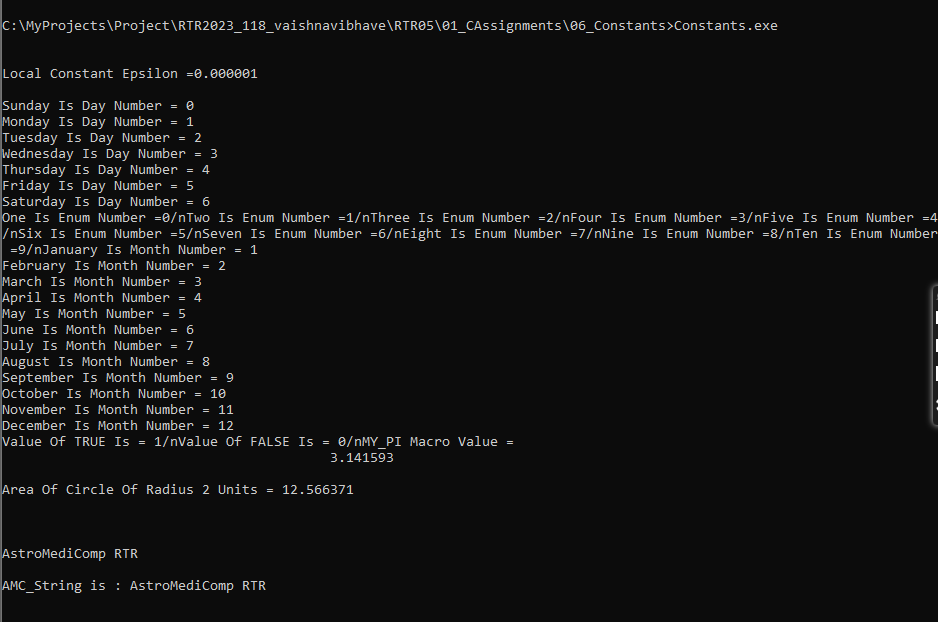 C:\MyProjects\Project\RTR2023_118_vaishnavibhave\RTR05\01_CAssignments\06_Constants>Constants.exe
Local Constant Epsilon =0.000001
Sunday Is Day Number = 0
Monday Is Day Number = 1
Tuesday Is Day Number = 2
Wednesday Is Day Number = 3
Thursday Is Day Number = 4
Friday Is Day Number = 5
Saturday Is Day Number = 6
One Is Enum Number =0/nTwo Is Enum Number =1/nThree Is Enum Number =2/nFour Is Enum Number =3/nFive Is Enum Number =4
/nSix Is Enum Number =5/nSeven Is Enum Number =6/nEight Is Enum Number =7/nNine Is Enum Number =8/nTen Is Enum Number
=9/nJanuary Is Month Number = 1
February Is Month Number = 2
March Is Month Number = 3
April Is Month Number = 4
May Is Month Number = 5
June Is Month Number = 6
July Is Month Number = 7
August Is Month Number = 8
September Is Month Number = 9
October Is Month Number = 10
November Is Month Number = 11
December Is Month Number = 12
Value Of TRUE Is = 1/nValue Of FALSE Is = 0/nMY_PI Macro Value =
3.141593
Area Of Circle Of Radius 2 Units = 12.566371
AstroMediComp RTR
AMC_String is : AstroMediComp RTR